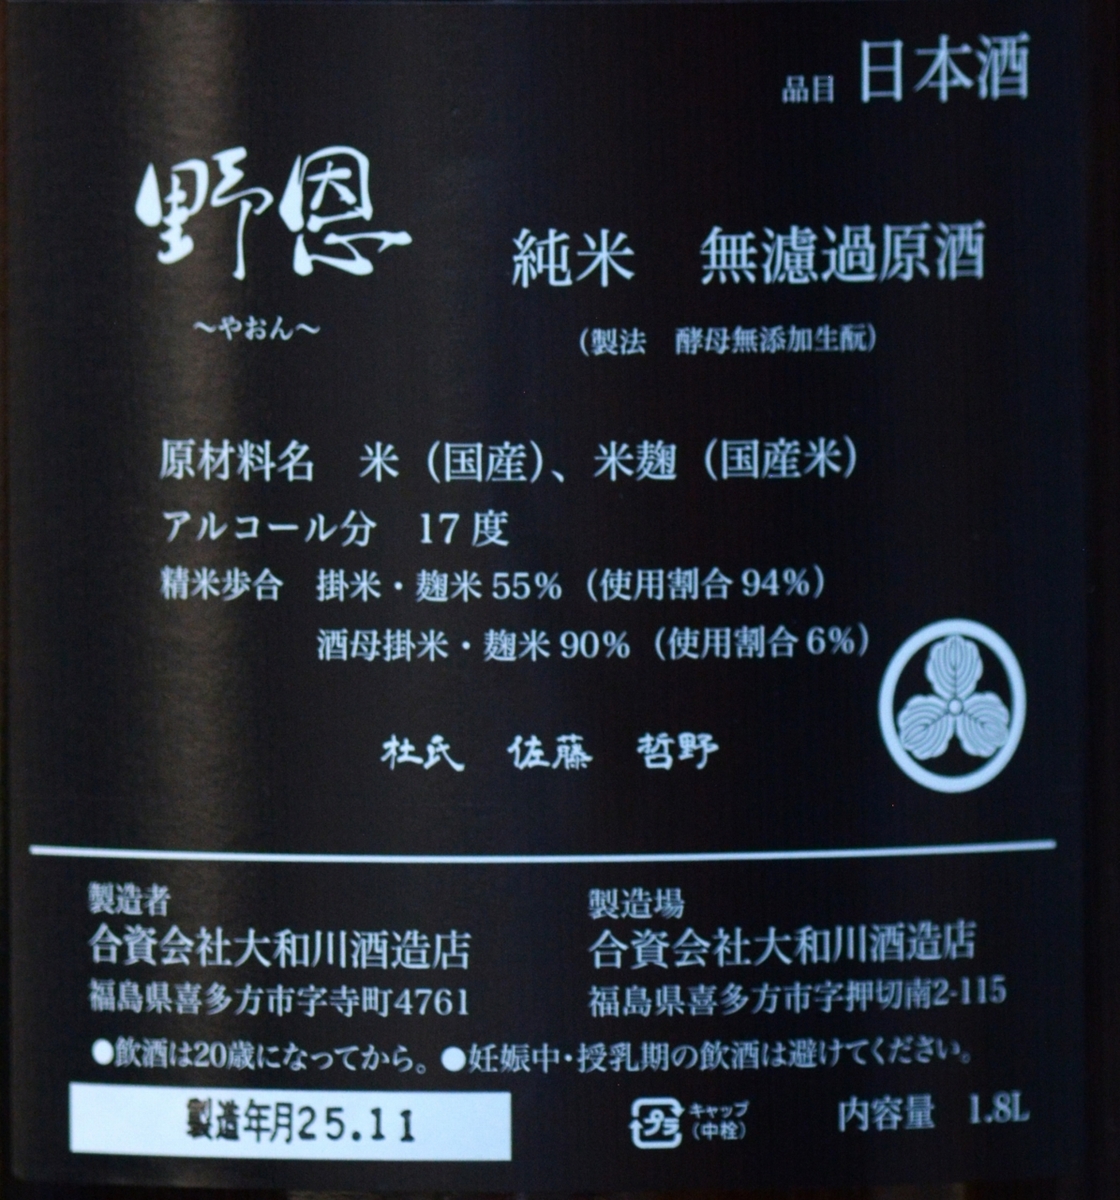 品目 日本酒
野恩
～やおん～
純米　無濾過原酒
（製法　酵母無添加生酛）
原材料名　米（国産）、米麹（国産米）
アルコール分　17度
精米歩合　掛米・麹米55%（使用割合94%）
酒母掛米・麹米90%（使用割合6%）
杜氏　佐藤　哲野
製造者
合資会社大和川酒造店
福島県喜多方市字寺町4761
製造場
合資会社大和川酒造店
福島県喜多方市字押切南2-115
●飲酒は20歳になってから。●妊娠中・授乳期の飲酒は避けてください。
製造年月25.11
プラ
キャップ
（中栓）
内容量　1.8L